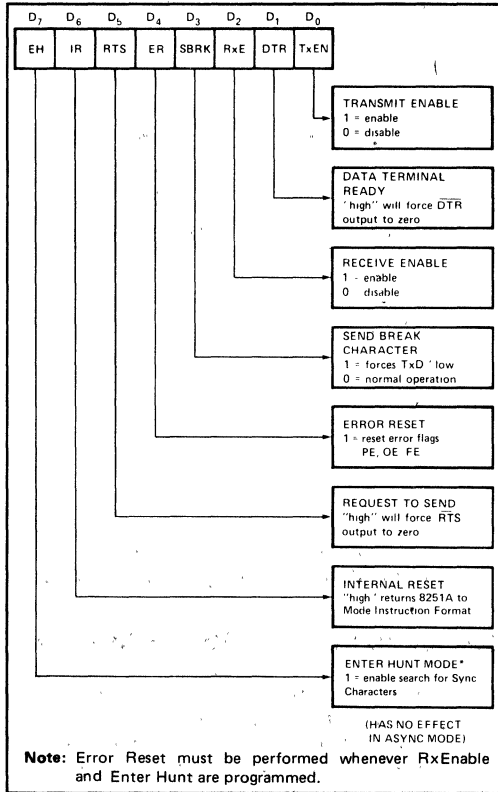 D7 D6 D5 D4 D3 D2 D1 D0
EH IR RTS ER SBRK RxE DTR TxEN
TRANSMIT ENABLE
1 = enable
0 = disable
DATA TERMINAL
READY
'high" will force DTR
output to zero
RECEIVE ENABLE
1 - enable
0 disable
SEND BREAK
CHARACTER
1 = forces TxD 'low
0 = normal operation
ERROR RESET
1 = reset error flags
PE, OE FE
REQUEST TO SEND
"high" will force RTS
output to zero
INTERNAL RESET
"high' returns 8251A to
Mode Instruction Format
ENTER HUNT MODE*
1 = enable search for Sync
Characters
(HAS NO EFFECT
IN ASYNC MODE)
Note: Error Reset must be performed whenever RxEnable
and Enter Hunt are programmed.